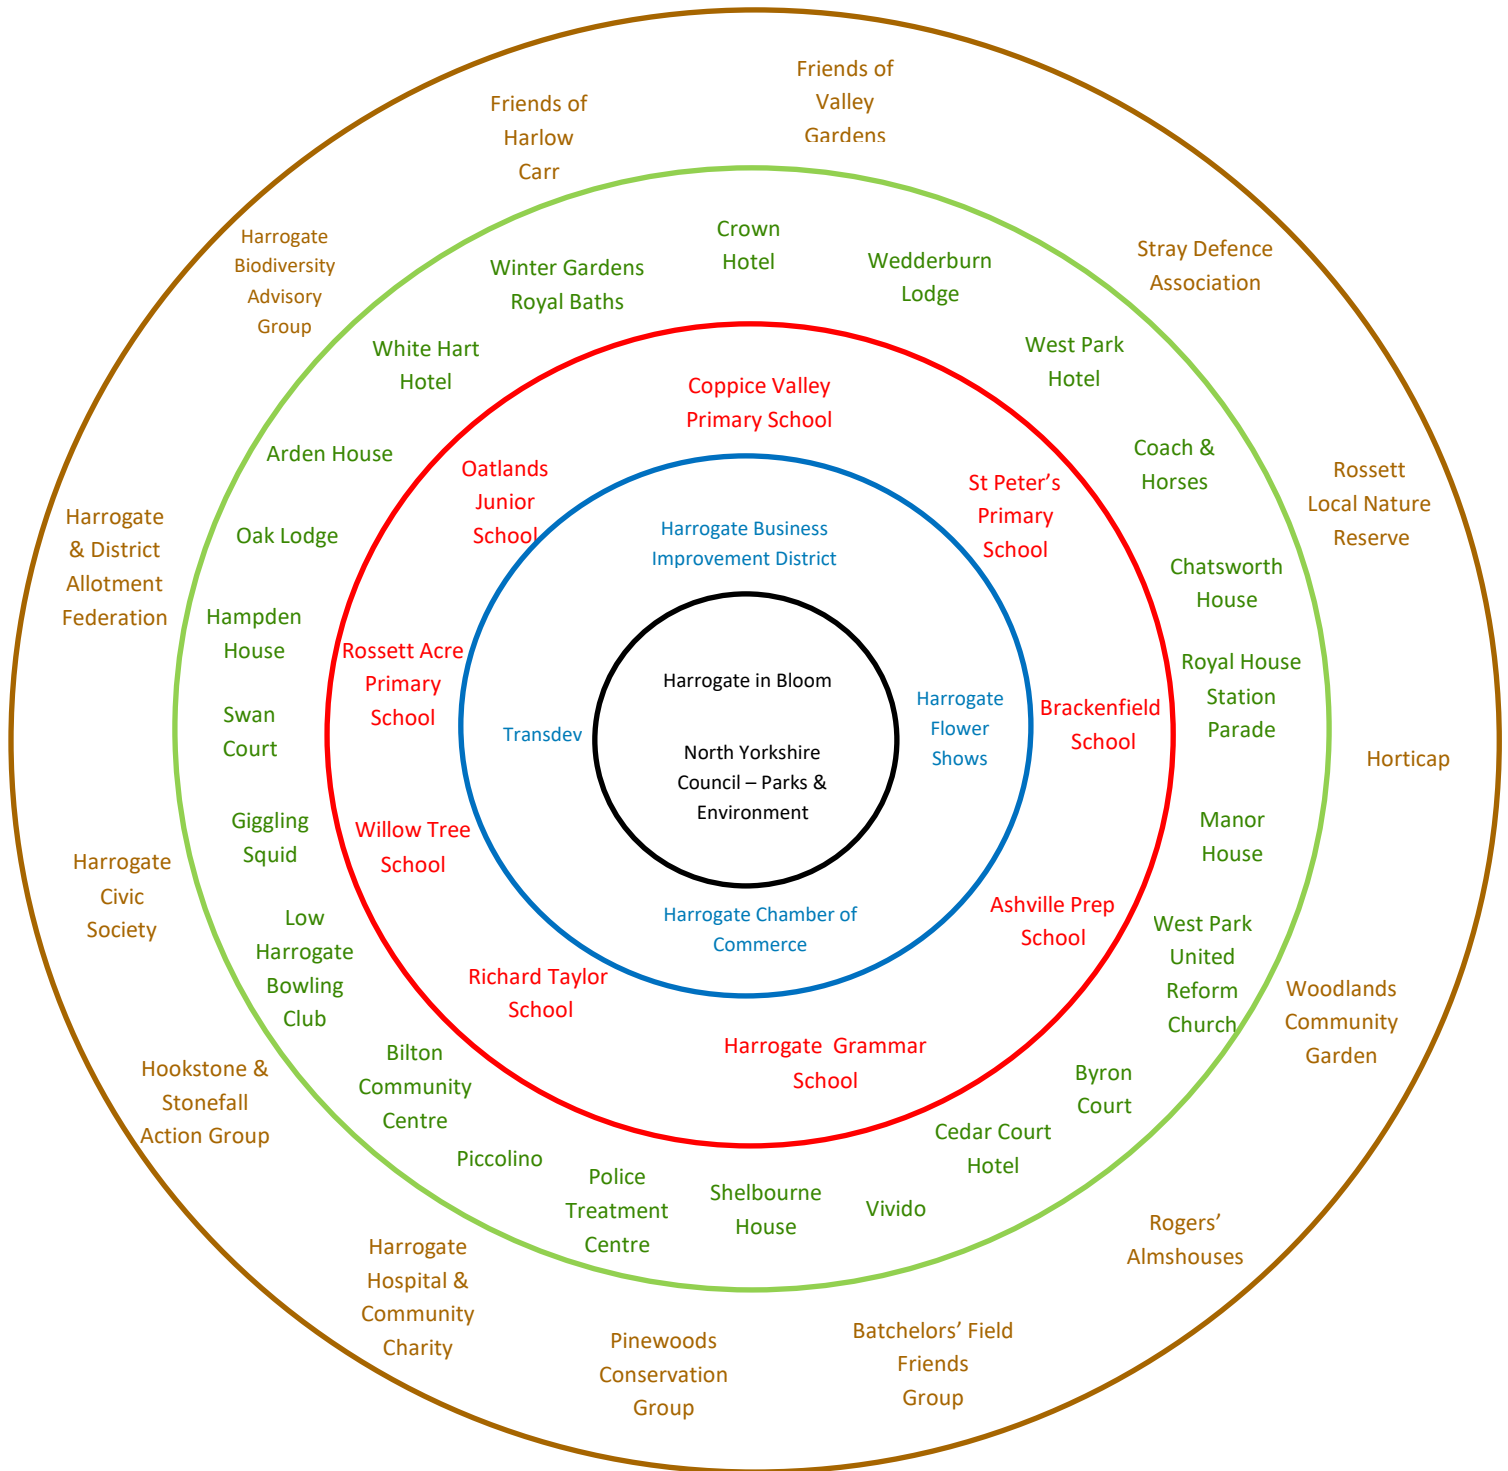 Friends of
Valley
Gardens
Friends of
Harlow
Carr
Harrogate
Biodiversity
Advisory
Group
Stray Defence
Association
Crown
Hotel
Winter Gardens
Royal Baths
Wedderburn
Lodge
White Hart
Hotel
West Park
Hotel
Coppice Valley
Primary School
Arden House
Oatlands
Junior
School
St Peter’s
Primary
School
Coach &
Horses
Rossett
Local Nature
Reserve
Harrogate
& District
Allotment
Federation
Oak Lodge
Harrogate Business
Improvement District
Chatsworth
House
Hampden
House
Rossett Acre
Primary
School
Harrogate in Bloom
North Yorkshire
Council – Parks &
Environment
Harrogate
Flower
Shows
Brackenfield
School
Royal House
Station
Parade
Swan
Court
Transdev
Horticap
Giggling
Squid
Willow Tree
School
Manor
House
Harrogate
Civic
Society
Low
Harrogate
Bowling
Club
Harrogate Chamber of
Commerce
Ashville Prep
School
West Park
United
Reform
Church
Richard Taylor
School
Woodlands
Community
Garden
Harrogate  Grammar
School
Hookstone &
Stonefall
Action Group
Bilton
Community
Centre
Byron
Court
Piccolino
Police
Treatment
Centre
Shelbourne
House
Vivido
Cedar Court
Hotel
Rogers’
Almshouses
Harrogate
Hospital &
Community
Charity
Pinewoods
Conservation
Group
Batchelors’ Field
Friends
Group